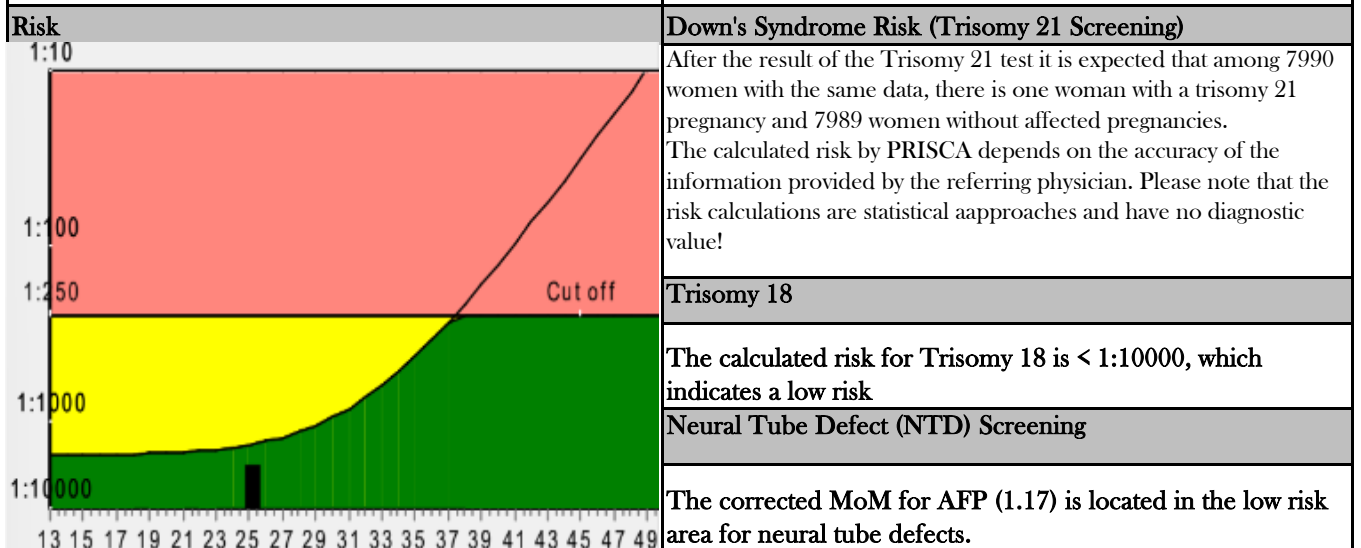 Risk
1:10
1:100
1:250
Cut off
1:1000
1:10000
13 15 17 19 21 23 25 27 29 31 33 35 37 39 41 43 45 47 49
Down's Syndrome Risk (Trisomy 21 Screening)
After the result of the Trisomy 21 test it is expected that among 7990
women with the same data, there is one woman with a trisomy 21
pregnancy and 7989 women without affected pregnancies.
The calculated risk by PRISCA depends on the accuracy of the
information provided by the referring physician. Please note that the
risk calculations are statistical aapproaches and have no diagnostic
value!
Trisomy 18
The calculated risk for Trisomy 18 is < 1:10000, which
indicates a low risk
Neural Tube Defect (NTD) Screening
The corrected MoM for AFP (1.17) is located in the low risk
area for neural tube defects.